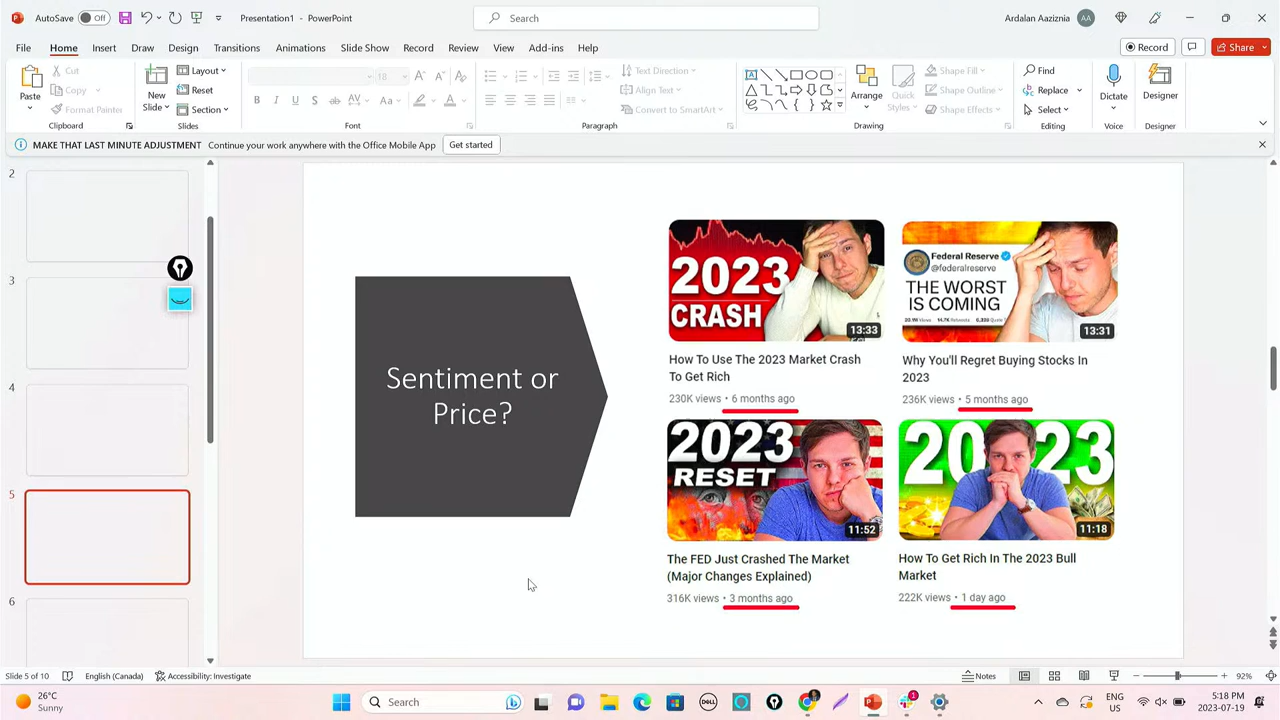 AutoSave Off Presentation1 - PowerPoint Search Ardalan Aaziznia AA
File Home Insert Draw Design Transitions Animations Slide Show Record Review View Add-ins Help Record Share
Paste Cut Copy Format Painter Clipboard
New Slide Layout Reset Section Slides
18 Font
Text Direction Align Text Convert to SmartArt Paragraph
Arrange Quick Styles Shape Fill Shape Outline Shape Effects Drawing
Find Replace Select Editing
Dictate Voice
Designer Designer
MAKE THAT LAST MINUTE ADJUSTMENT Continue your work anywhere with the Office Mobile App Get started
2
3
4
5
6
Sentiment or
Price?
2023
CRASH
13:33
How To Use The 2023 Market Crash
To Get Rich
230K views • 6 months ago
Federal Reserve
@federalreserve
THE WORST
IS COMING
13:31
Why You'll Regret Buying Stocks In
2023
236K views • 5 months ago
2023
RESET
11:52
The FED Just Crashed The Market
(Major Changes Explained)
316K views • 3 months ago
2023
11:18
How To Get Rich In The 2023 Bull
Market
222K views • 1 day ago
Slide 5 of 10 English (Canada) Accessibility: Investigate Notes 92%
26°C
Sunny
Search
ENG
US
5:18 PM
2023-07-19